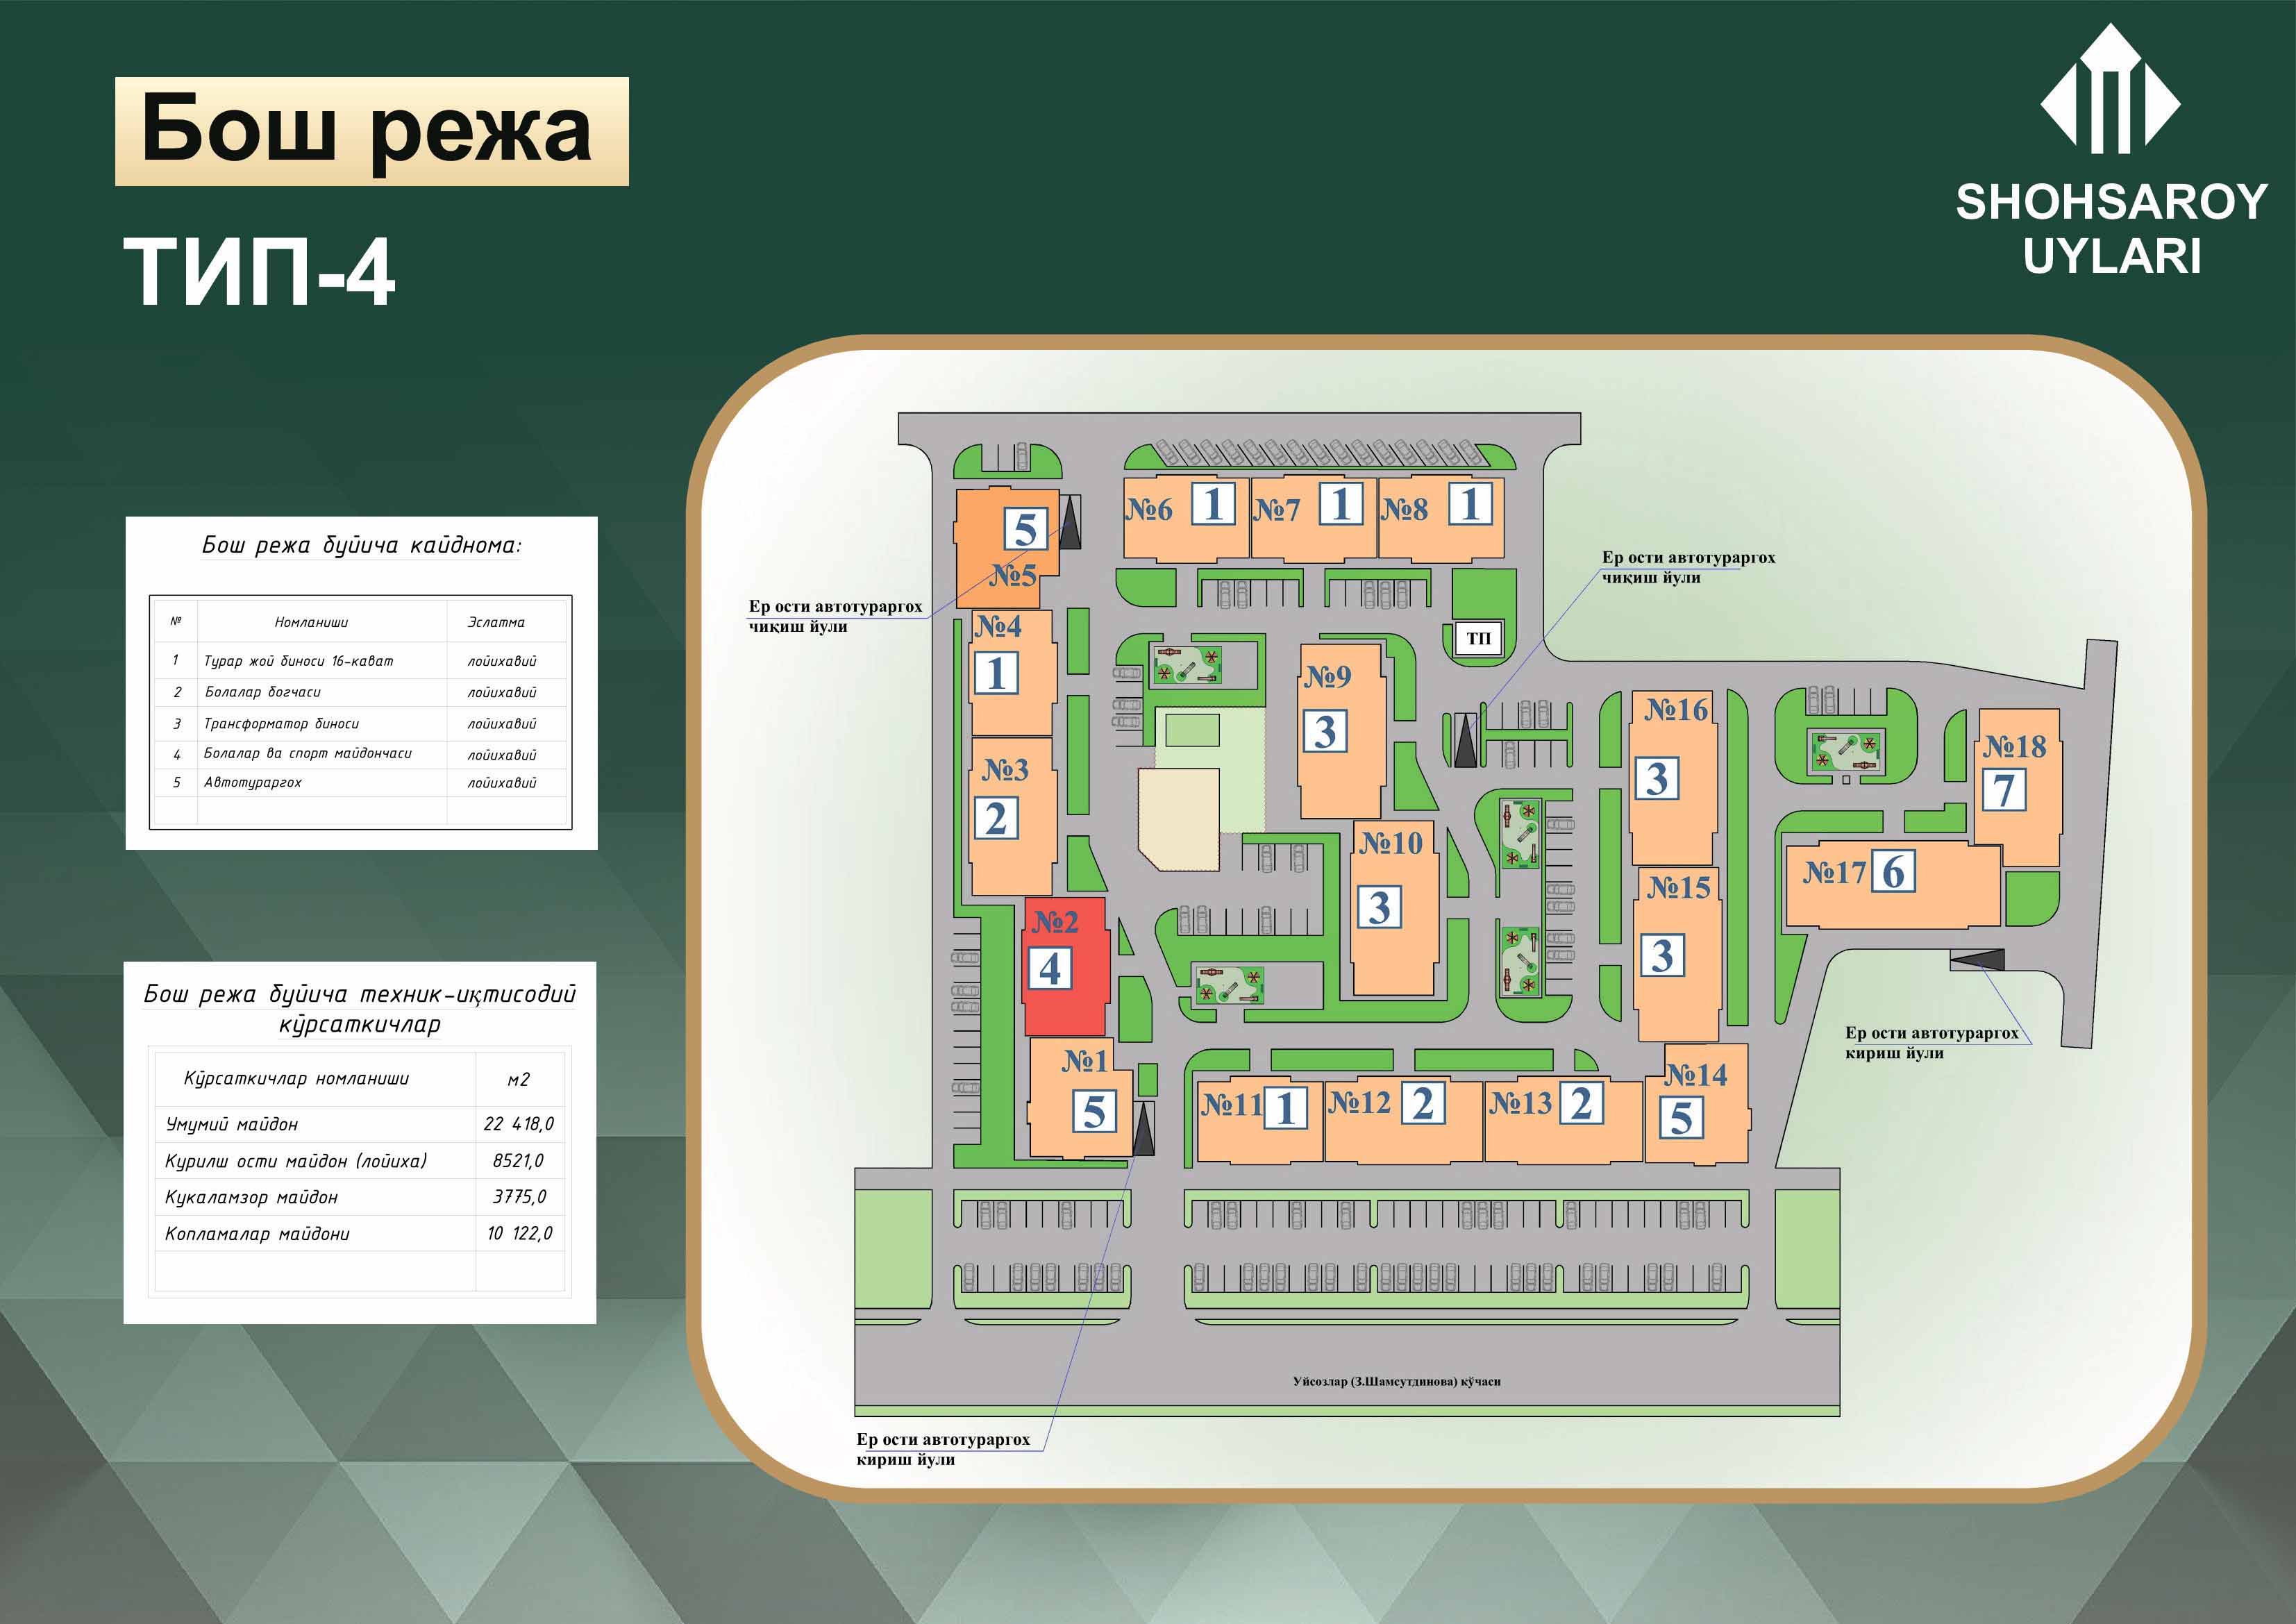 Бош режа
ТИП-4
SHOHSAROY
UYLARI
Бош режа буйича кайднома:
№ Номланиши Эслатма
1 Турар жой биноси 16-кават лойихавий
2 Болалар богчаси лойихавий
3 Трансформатор биноси лойихавий
4 Болалар ва спорт майдончаси лойихавий
5 Автотураргох лойихавий
Бош режа буйича техник-иқтисодий
кўрсаткичлар
Кўрсаткичлар номланиши м2
Умумий майдон 22 418,0
Курилш ости майдон (лойиха) 8521,0
Кукаламзор майдон 3775,0
Копламалар майдони 10 122,0
№6 1 №7 1 №8 1
5
№5
Ер ости автотураргох
чиқиш йули
Ер ости автотураргох
чиқиш йули
№4
1
ТП
№9
3
№3
2
№16
3
№18
7
№10
3
№17 6
№15
3
№2
4
Ер ости автотураргох
кириш йули
№1
5
№11 1 №12 2 №13 2
№14
5
Уйсозлар (З.Шамсутдинова) кўчаси
Ер ости автотураргох
кириш йули